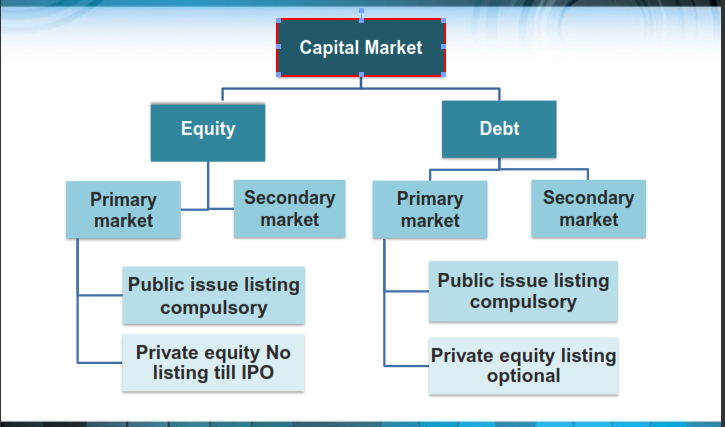 Capital Market
Equity
Debt
Primary
market
Secondary
market
Primary
market
Secondary
market
Public issue listing
compulsory
Private equity No
listing till IPO
Public issue listing
compulsory
Private equity listing
optional